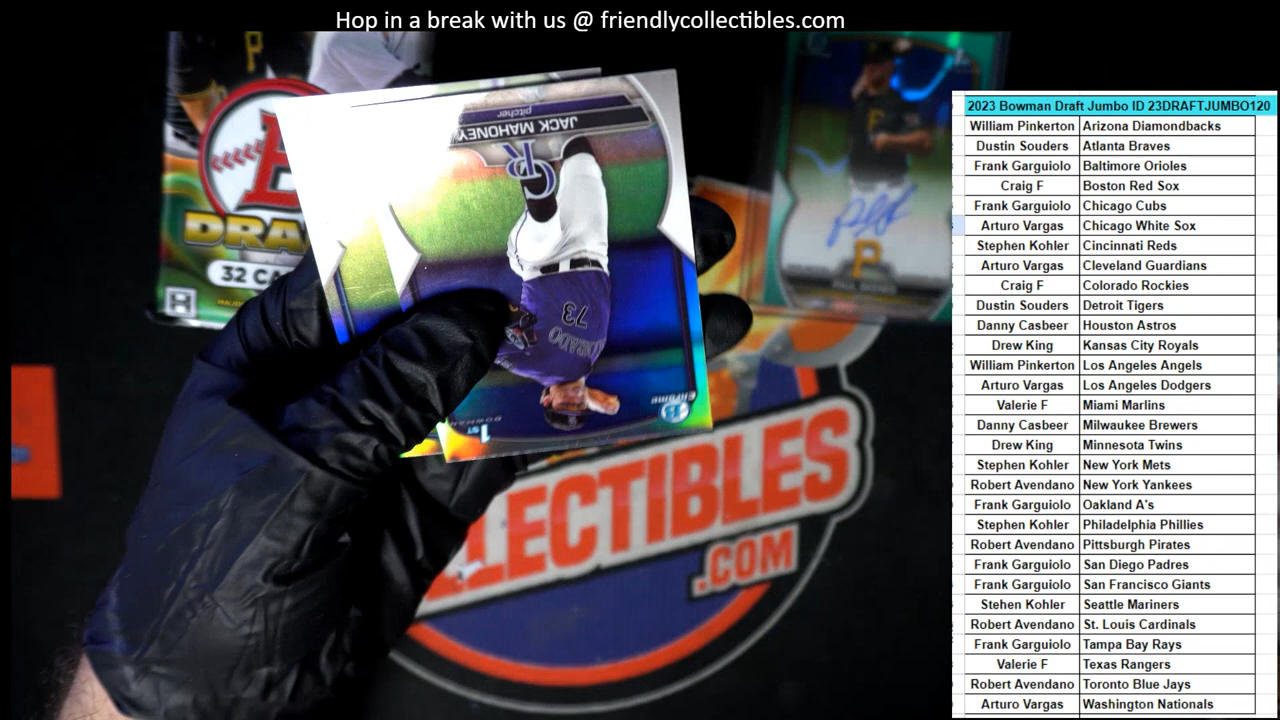 Hop in a break with us @ friendlycollectibles.com
P
DRA
32 CA
H
JACK MAHONEY
pitcher
CR
73
COLORADO
CHROME
B
BOWMAN
1ST
P
LECTIBLES
.COM
2023 Bowman Draft Jumbo ID 23DRAFTJUMBO120
William Pinkerton Arizona Diamondbacks
Dustin Souders Atlanta Braves
Frank Garguiolo Baltimore Orioles
Craig F Boston Red Sox
Frank Garguiolo Chicago Cubs
Arturo Vargas Chicago White Sox
Stephen Kohler Cincinnati Reds
Arturo Vargas Cleveland Guardians
Craig F Colorado Rockies
Dustin Souders Detroit Tigers
Danny Casbeer Houston Astros
Drew King Kansas City Royals
William Pinkerton Los Angeles Angels
Arturo Vargas Los Angeles Dodgers
Valerie F Miami Marlins
Danny Casbeer Milwaukee Brewers
Drew King Minnesota Twins
Stephen Kohler New York Mets
Robert Avendano New York Yankees
Frank Garguiolo Oakland A's
Stephen Kohler Philadelphia Phillies
Robert Avendano Pittsburgh Pirates
Frank Garguiolo San Diego Padres
Frank Garguiolo San Francisco Giants
Stehen Kohler Seattle Mariners
Robert Avendano St. Louis Cardinals
Frank Garguiolo Tampa Bay Rays
Valerie F Texas Rangers
Robert Avendano Toronto Blue Jays
Arturo Vargas Washington Nationals